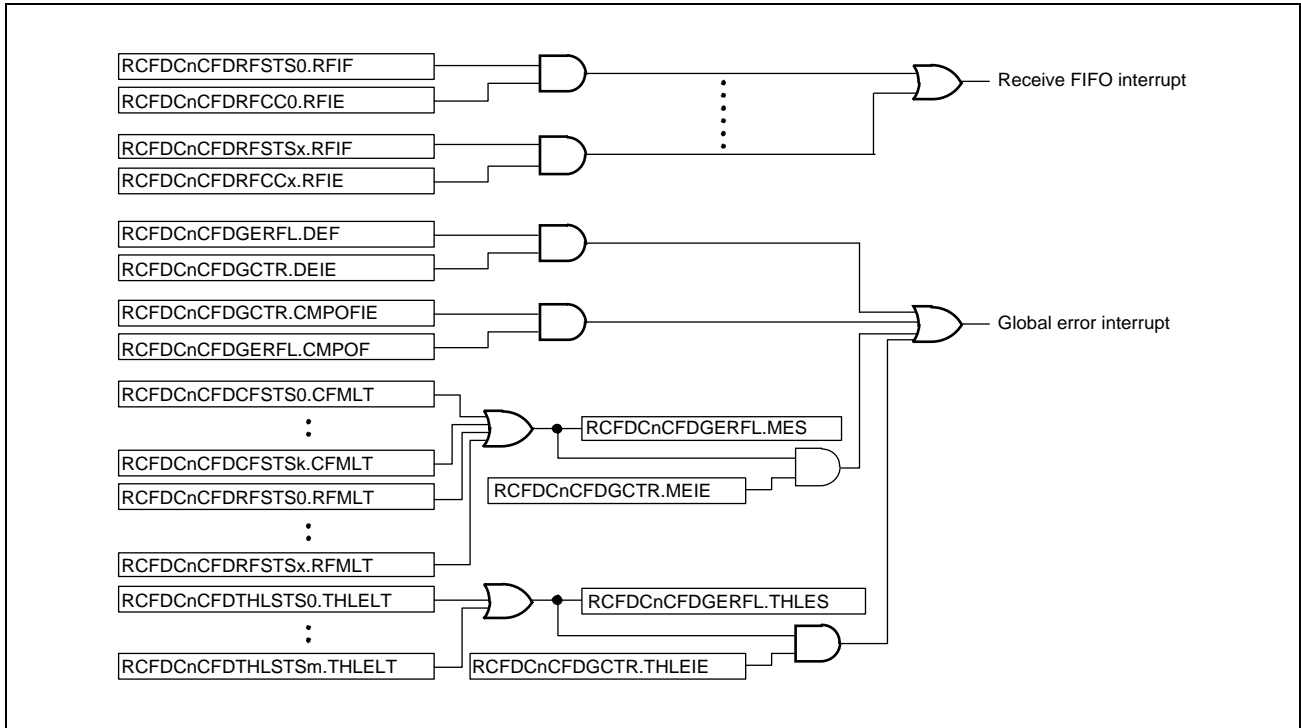 RCFDCnCFDRFSTS0.RFIF
RCFDCnCFDRFCC0.RFIE
Receive FIFO interrupt
RCFDCnCFDRFSTSx.RFIF
RCFDCnCFDRFCCx.RFIE
RCFDCnCFDGERFL.DEF
RCFDCnCFDGCTR.DEIE
RCFDCnCFDGCTR.CMPOFIE
RCFDCnCFDGERFL.CMPOF
Global error interrupt
RCFDCnCFDCFSTS0.CFMLT
RCFDCnCFDGERFL.MES
RCFDCnCFDCFSTSk.CFMLT
RCFDCnCFDRFSTS0.RFMLT
RCFDCnCFDGCTR.MEIE
RCFDCnCFDRFSTSx.RFMLT
RCFDCnCFDTHLSTS0.THLELT
RCFDCnCFDGERFL.THLES
RCFDCnCFDTHLSTSm.THLELT
RCFDCnCFDGCTR.THLEIE